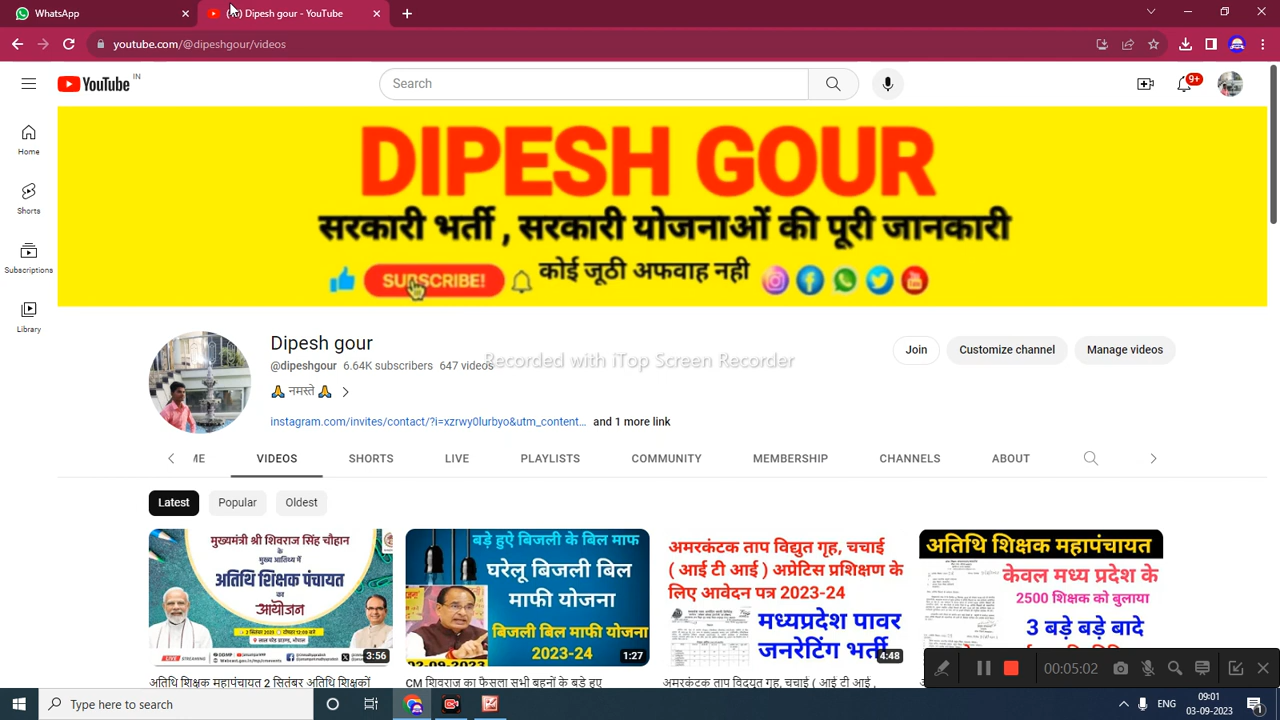 WhatsApp
Dipesh gour - YouTube
youtube.com/@dipeshgour/videos
YouTube IN
Search
9+
Home
Shorts
Subscriptions
Library
DIPESH GOUR
सरकारी भर्ती , सरकारी योजनाओं की पूरी जानकारी
SUBSCRIBE!
कोई जूठी अफवाह नही
Dipesh gour
@dipeshgour 6.64K subscribers 647 videos
🙏 नमस्ते 🙏
instagram.com/invites/contact/?i=xzrwy0lurbyo&utm_content... and 1 more link
Join
Customize channel
Manage videos
Recorded with iTop Screen Recorder
ME
VIDEOS
SHORTS
LIVE
PLAYLISTS
COMMUNITY
MEMBERSHIP
CHANNELS
ABOUT
Latest
Popular
Oldest
मुख्यमंत्री श्री शिवराज सिंह चौहान
के
मुख्य आतिथ्य में
अतिथि शिक्षक पंचायत
का
आयोजन
LIVE STREAMING
3:56
अतिथि शिक्षक महापंचायत 2 सितंबर अतिथि शिक्षकों
बड़े हुऐ बिजली के बिल माफ
घरेलू बिजली बिल
माफी योजना
बिजली बिल माफी योजना
2023-24
02-09-2023
1:27
CM शिवराज का फैसला सभी बहनों के बड़े हुए
अमरकंटक ताप विद्युत गृह, चचाई
( आई टी आई ) अप्रेटिस प्रशिक्षण के
लिए आवेदन पत्र 2023-24
मध्यप्रदेश पावर
जनरेटिंग भर्ती
4:48
अमरकंटक ताप विद्युत गृह, चचाई ( आई टी आई ,
अतिथि शिक्षक महापंचायत
केवल मध्य प्रदेश के
2500 शिक्षक को बुलाया
3 बड़े बड़े वादे
00:05:02
Type here to search
ENG
09:01
03-09-2023
1